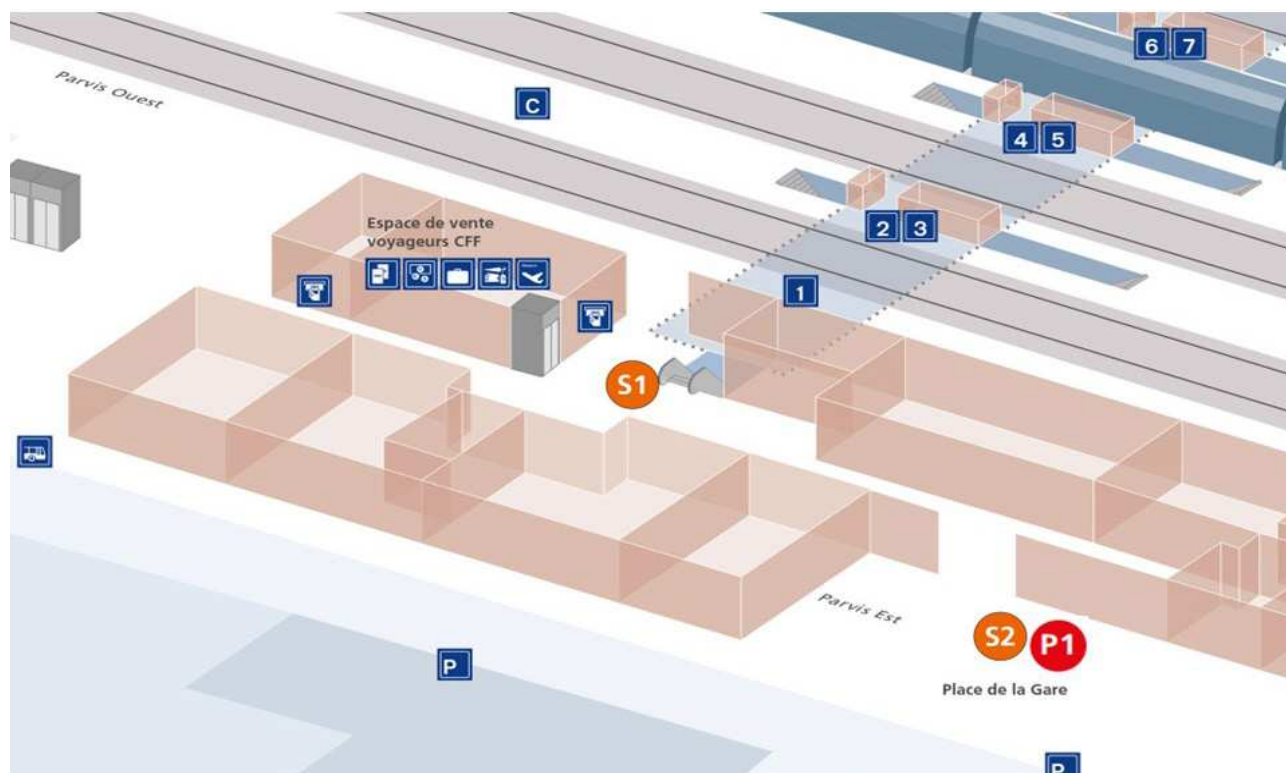 6 7
Parvis Ouest
C
4 5
Espace de vente
voyageurs CFF
2 3
1
S1
Parvis Est
S2 P1
P
Place de la Gare
P